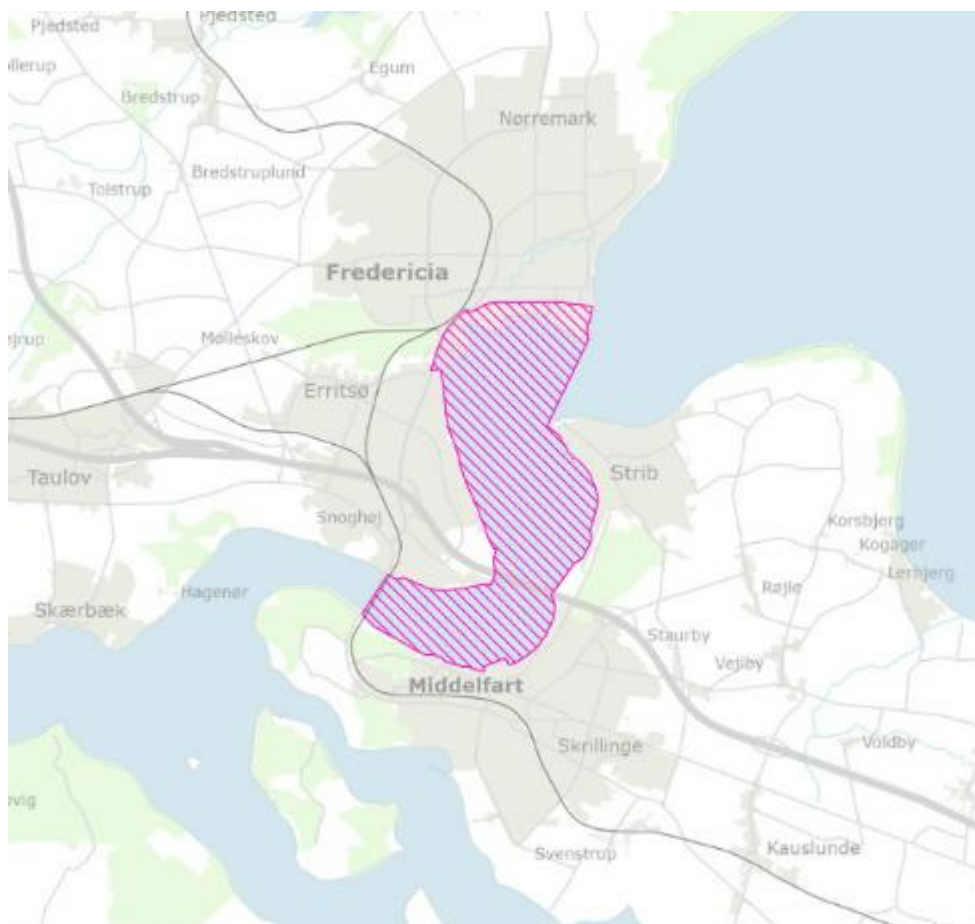 Pjedsted
Pjedsted
Egum
Bredstrup
Nørremark
Bredstruplund
Tolstrup
Fredericia
Mølleskov
Erritsø
Taulov
Strib
Snoghøj
Korsbjerg
Kogager
Lerbjerg
Røjle
Hagenør
Skærbæk
Staurby
Vejlby
Middelfart
Skrillinge
Voldby
Svenstrup
Kauslunde